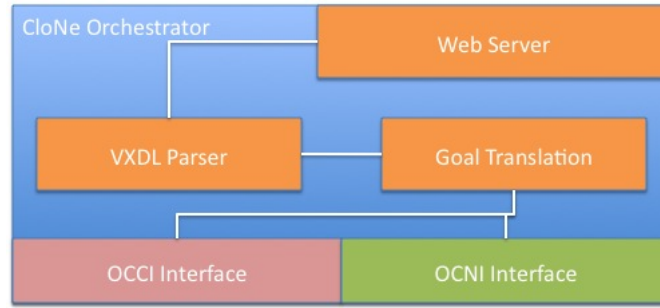 CloNe Orchestrator
Web Server
VXDL Parser
Goal Translation
OCCI Interface
OCNI Interface